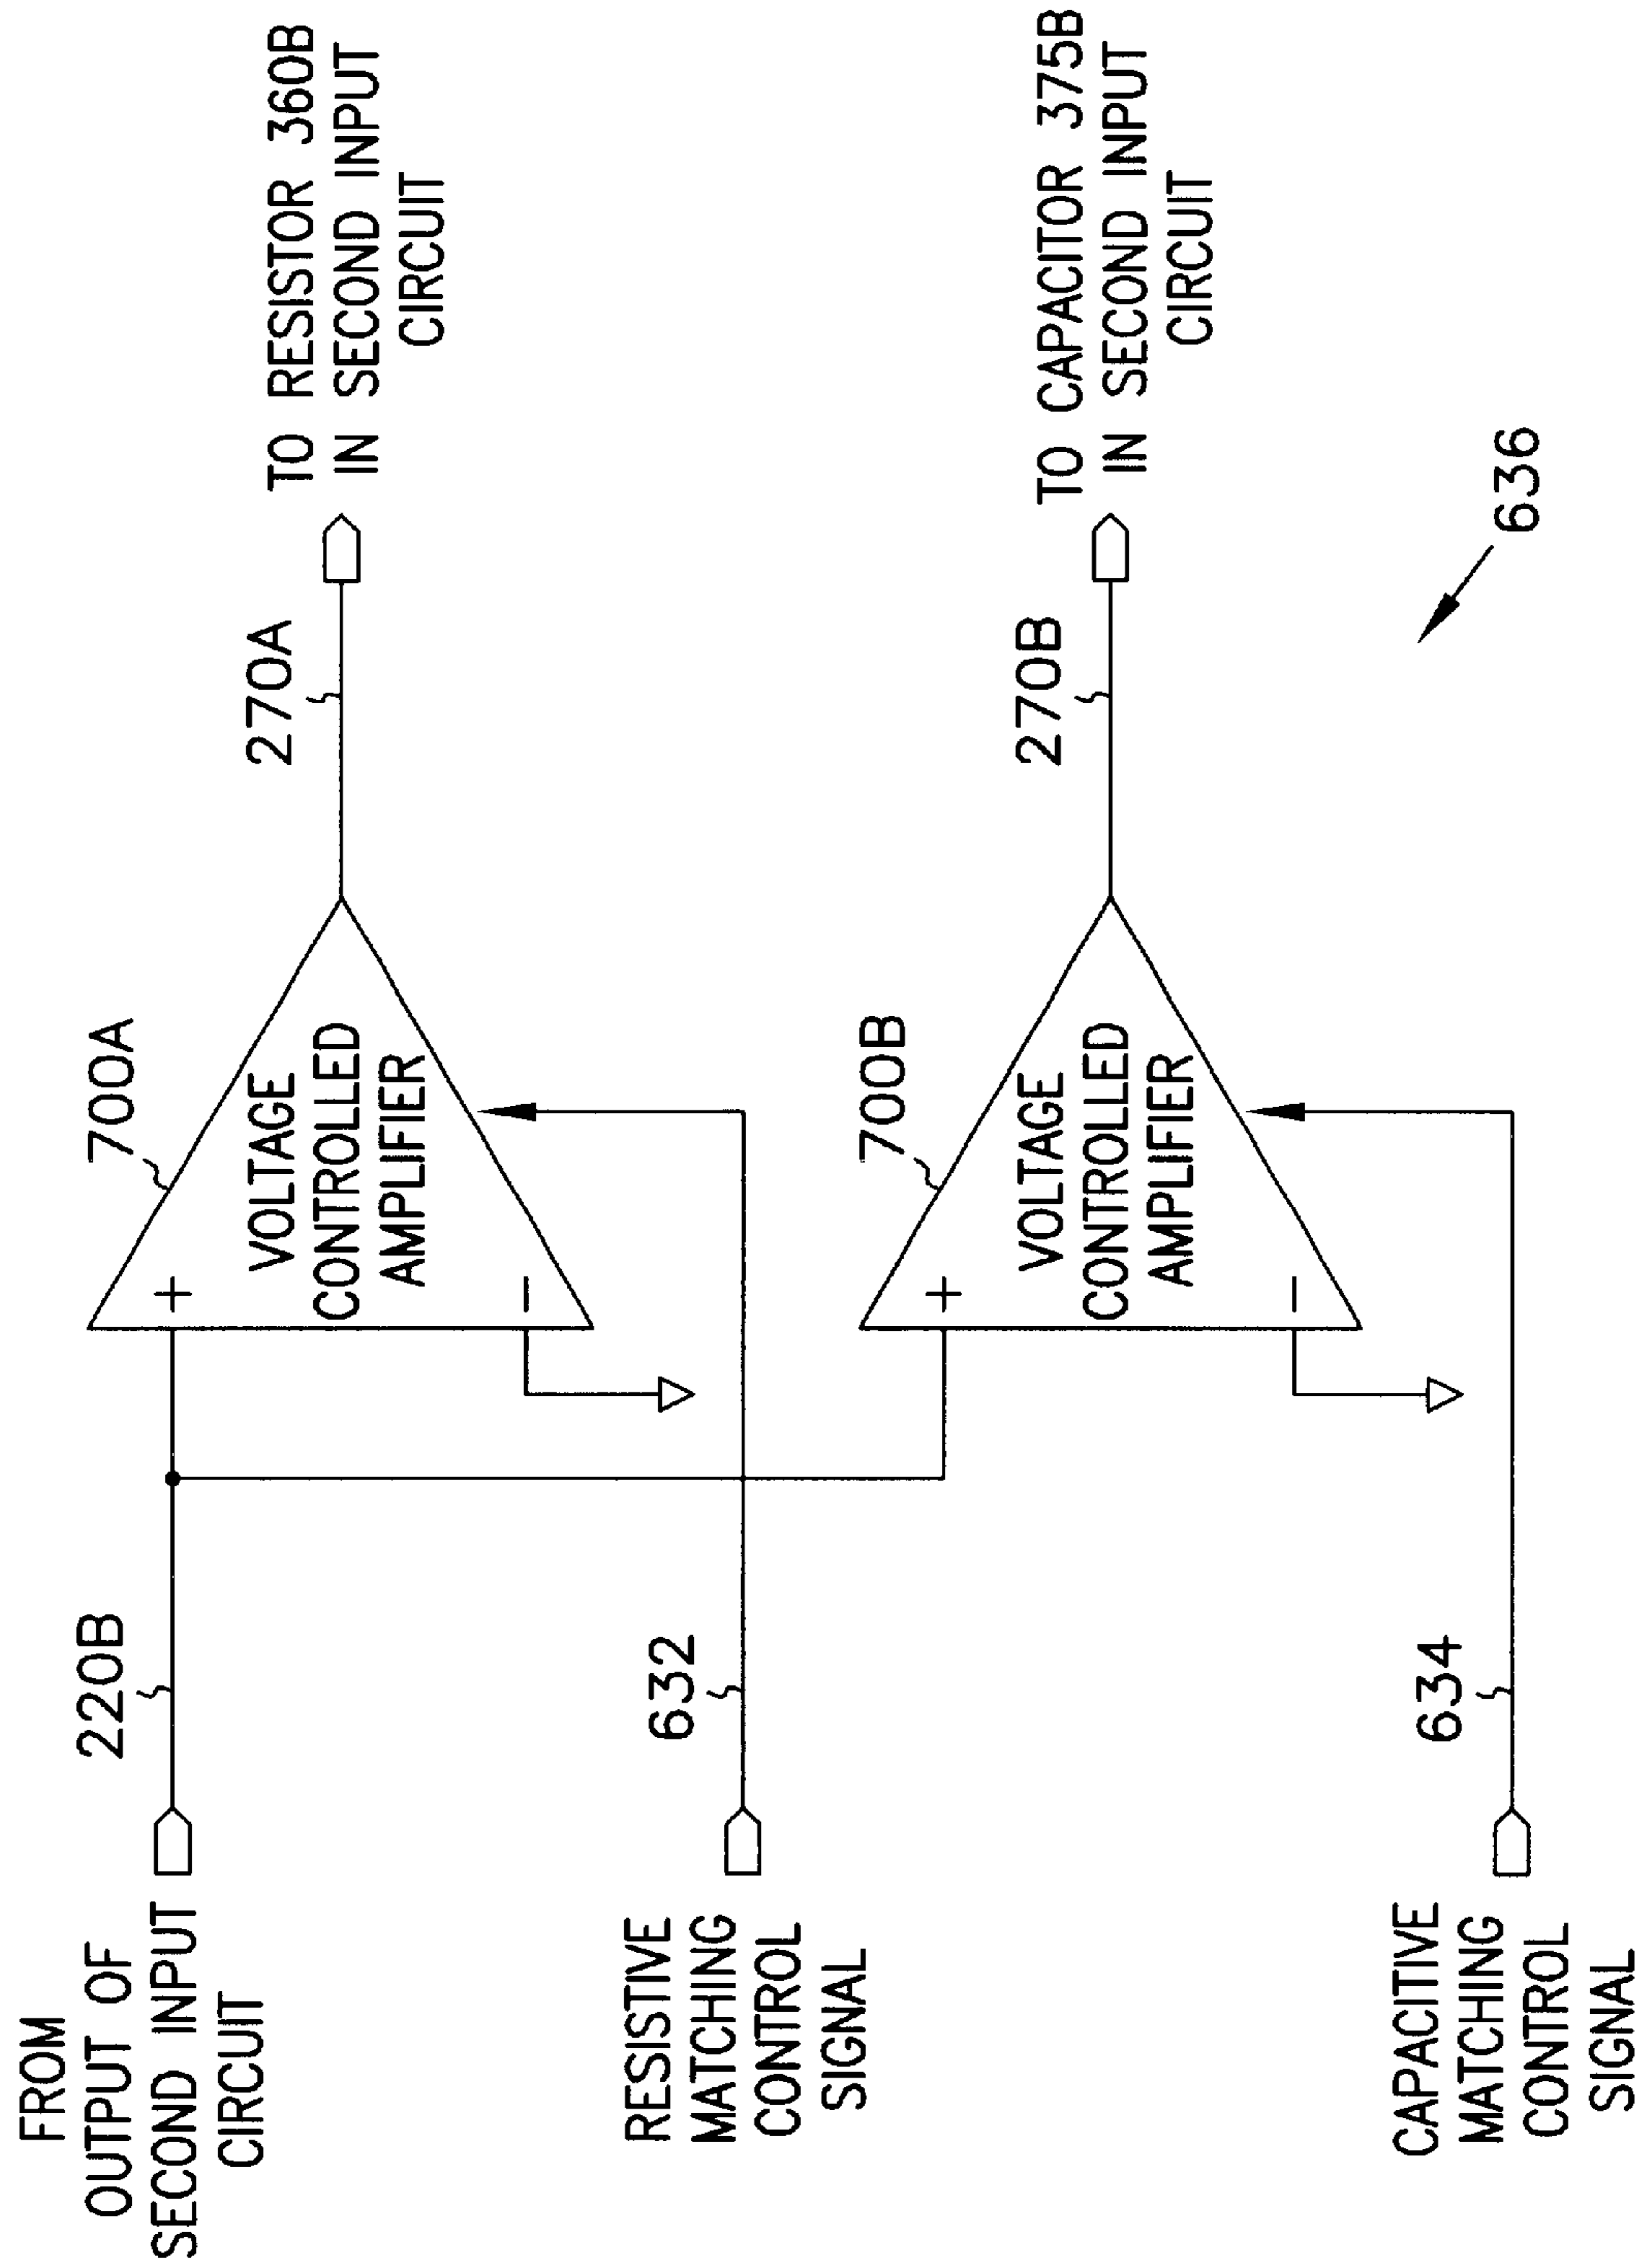 FROM
OUTPUT OF
SECOND INPUT
CIRCUIT
220B
700A
+
VOLTAGE
CONTROLLED
AMPLIFIER
−
270A
TO RESISTOR 360B
IN SECOND INPUT
CIRCUIT
RESISTIVE
MATCHING
CONTROL
SIGNAL
632
700B
+
VOLTAGE
CONTROLLED
AMPLIFIER
−
270B
TO CAPACITOR 375B
IN SECOND INPUT
CIRCUIT
CAPACITIVE
MATCHING
CONTROL
SIGNAL
634
636